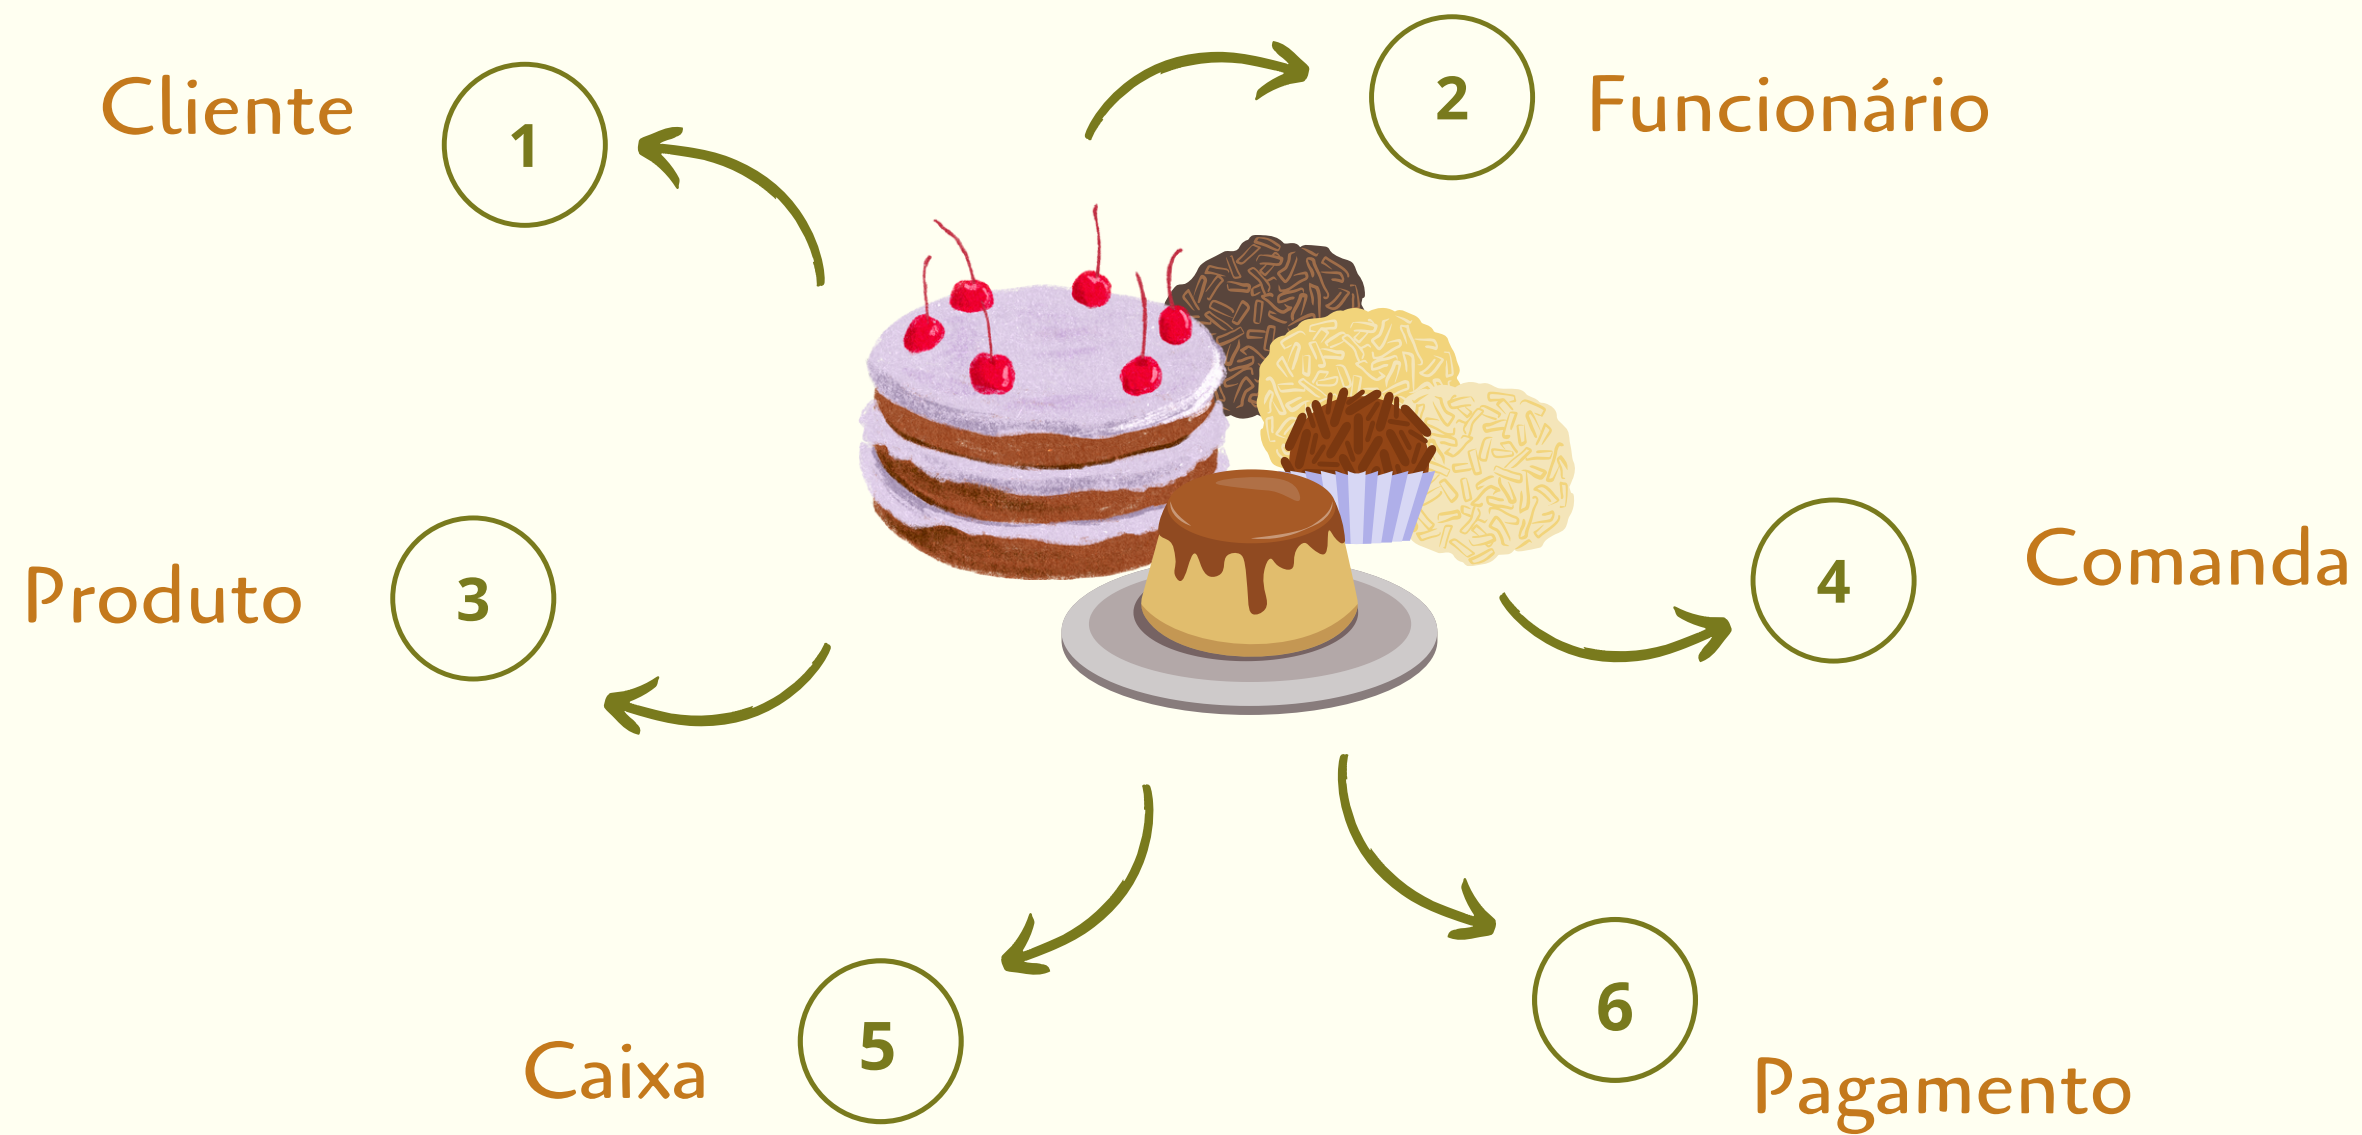 Cliente
1
2
Funcionário
Produto
3
4
Comanda
Caixa
5
6
Pagamento